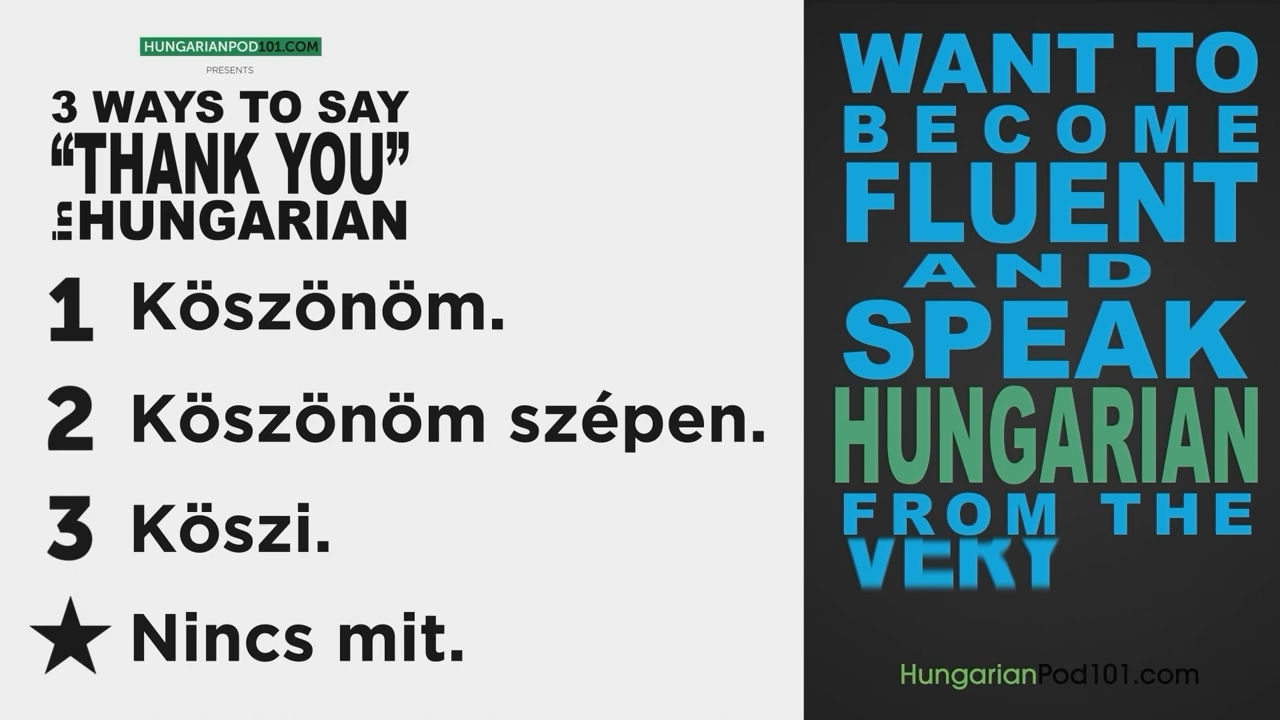 HUNGARIANPOD101.COM
PRESENTS
3 WAYS TO SAY
“THANK YOU”
in HUNGARIAN
1 Köszönöm.
2 Köszönöm szépen.
3 Köszi.
★ Nincs mit.
WANT TO
BECOME
FLUENT
AND
SPEAK
HUNGARIAN
FROM THE
VERY
HungarianPod101.com